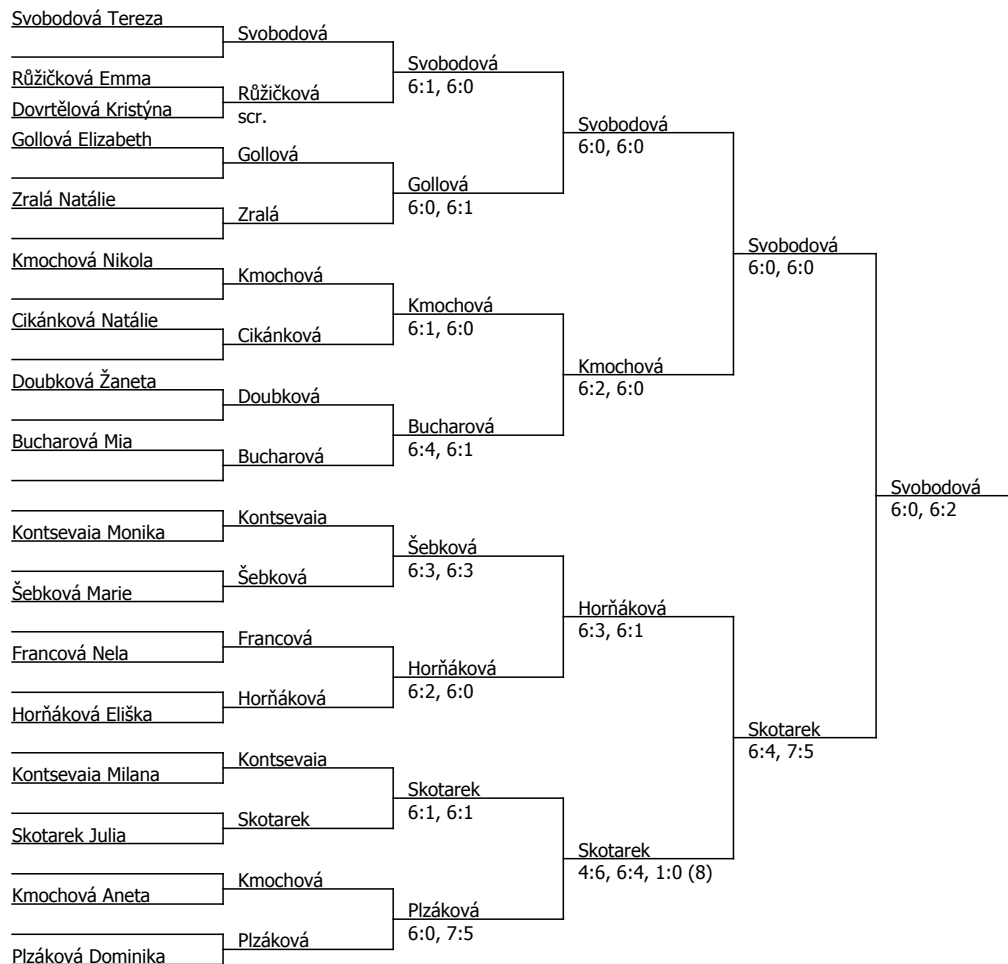 Svobodová Tereza
Růžičková Emma
Dovrtělová Kristýna
Gollová Elizabeth
Zralá Natálie
Kmochová Nikola
Cikánková Natálie
Doubková Žaneta
Bucharová Mia
Kontsevaia Monika
Šebková Marie
Francová Nela
Horňáková Eliška
Kontsevaia Milana
Skotarek Julia
Kmochová Aneta
Plzáková Dominika
Svobodová
Růžičková
scr.
Gollová
Zralá
Kmochová
Cikánková
Doubková
Bucharová
Kontsevaia
Šebková
Francová
Horňáková
Kontsevaia
Skotarek
Kmochová
Plzáková
Svobodová
6:1, 6:0
Gollová
6:0, 6:1
Kmochová
6:1, 6:0
Bucharová
6:4, 6:1
Šebková
6:3, 6:3
Horňáková
6:2, 6:0
Skotarek
6:1, 6:1
Plzáková
6:0, 7:5
Svobodová
6:0, 6:0
Kmochová
6:2, 6:0
Horňáková
6:3, 6:1
Skotarek
4:6, 6:4, 1:0 (8)
Svobodová
6:0, 6:0
Skotarek
6:4, 7:5
Svobodová
6:0, 6:2